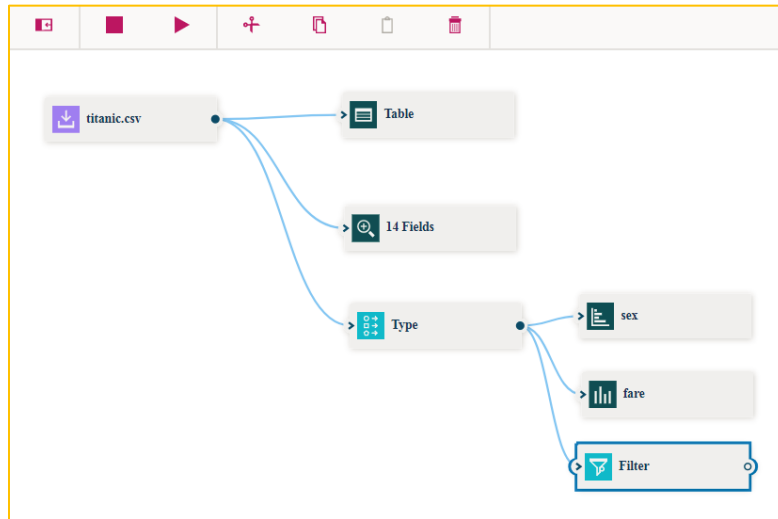 titanic.csv
Table
14 Fields
Type
sex
fare
Filter